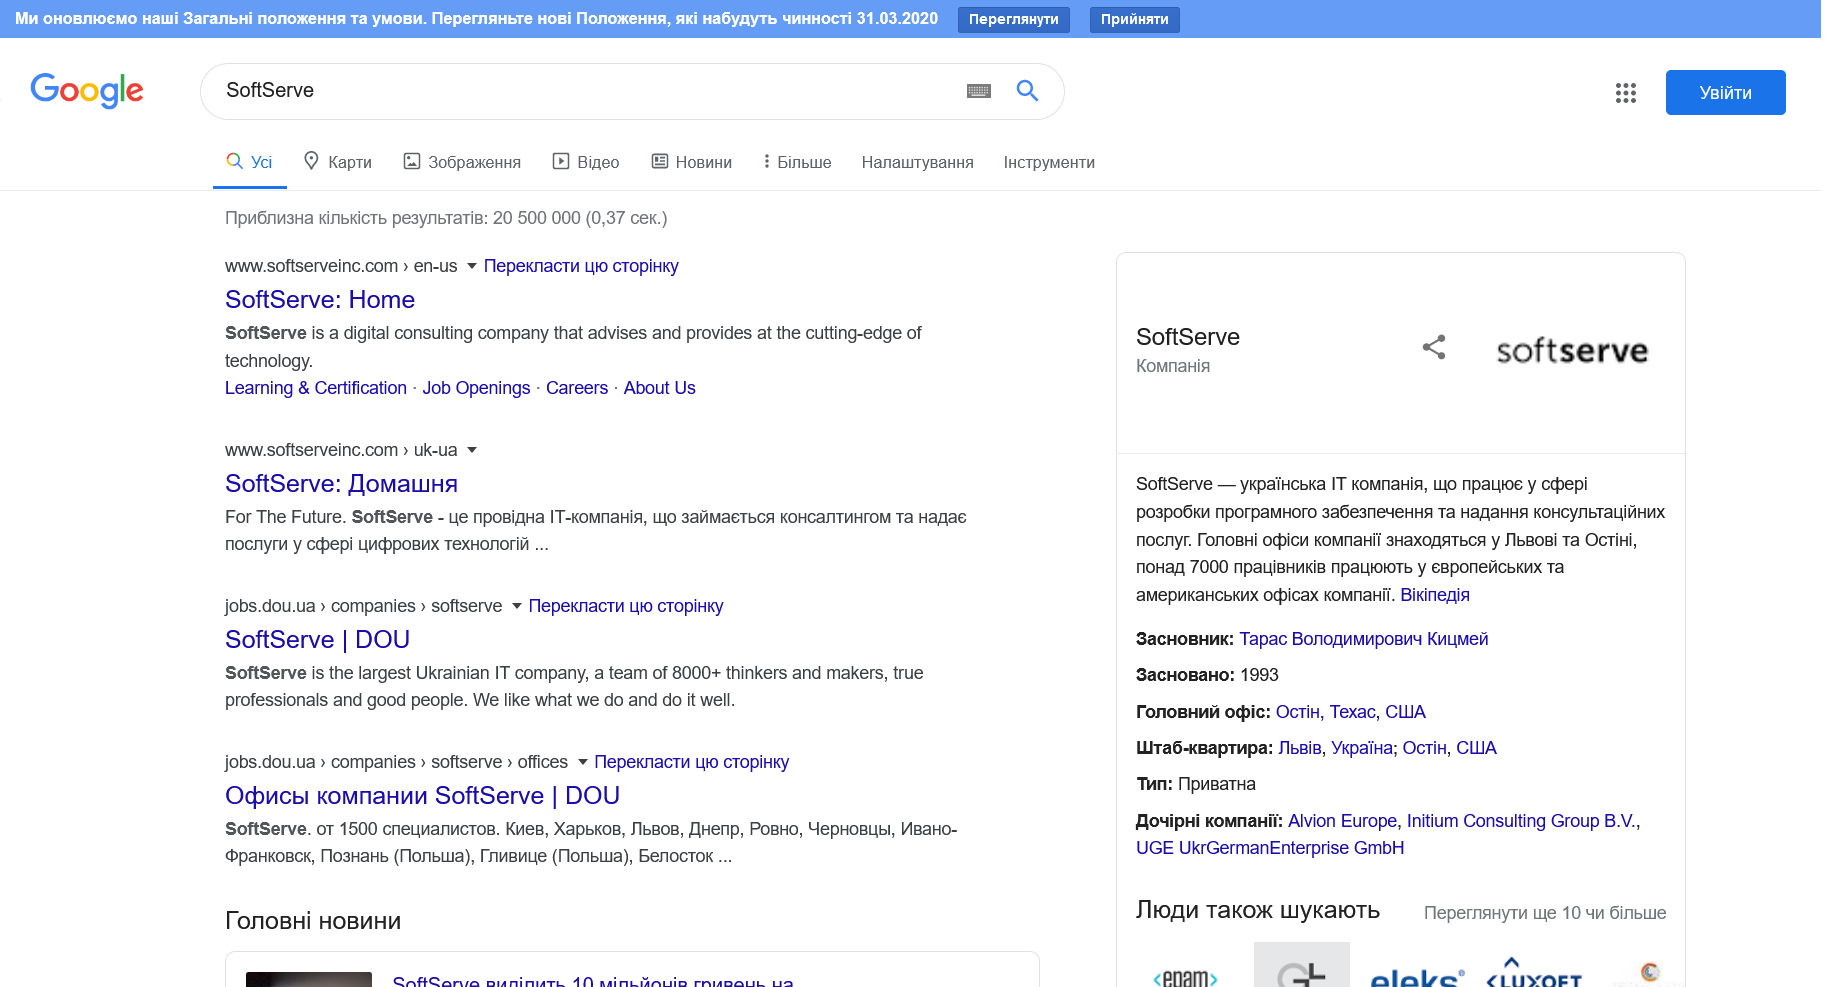 Ми оновлюємо наші Загальні положення та умови. Перегляньте нові Положення, які набудуть чинності 31.03.2020 Переглянути Прийняти
Google
SoftServe
Увійти
Усі Карти Зображення Відео Новини Більше Налаштування Інструменти
Приблизна кількість результатів: 20 500 000 (0,37 сек.)
www.softserveinc.com › en-us Перекласти цю сторінку
SoftServe: Home
SoftServe is a digital consulting company that advises and provides at the cutting-edge of
technology.
Learning & Certification · Job Openings · Careers · About Us
www.softserveinc.com › uk-ua
SoftServe: Домашня
For The Future. SoftServe - це провідна ІТ-компанія, що займається консалтингом та надає
послуги у сфері цифрових технологій ...
jobs.dou.ua › companies › softserve Перекласти цю сторінку
SoftServe | DOU
SoftServe is the largest Ukrainian IT company, a team of 8000+ thinkers and makers, true
professionals and good people. We like what we do and do it well.
jobs.dou.ua › companies › softserve › offices Перекласти цю сторінку
Офисы компании SoftServe | DOU
SoftServe. от 1500 специалистов. Киев, Харьков, Львов, Днепр, Ровно, Черновцы, Ивано-
Франковск, Познань (Польша), Гливице (Польша), Белосток ...
Головні новини
SoftServe виділить 10 мільйонів гривень на
SoftServe
Компанія
softserve
SoftServe — українська ІТ компанія, що працює у сфері
розробки програмного забезпечення та надання консультаційних
послуг. Головні офіси компанії знаходяться у Львові та Остіні,
понад 7000 працівників працюють у європейських та
американських офісах компанії. Вікіпедія
Засновник: Тарас Володимирович Кицмей
Засновано: 1993
Головний офіс: Остін, Техас, США
Штаб-квартира: Львів, Україна; Остін, США
Тип: Приватна
Дочірні компанії: Alvion Europe, Initium Consulting Group B.V.,
UGE UkrGermanEnterprise GmbH
Люди також шукають Переглянути ще 10 чи більше
<epam> GL eleks® LUXOFT